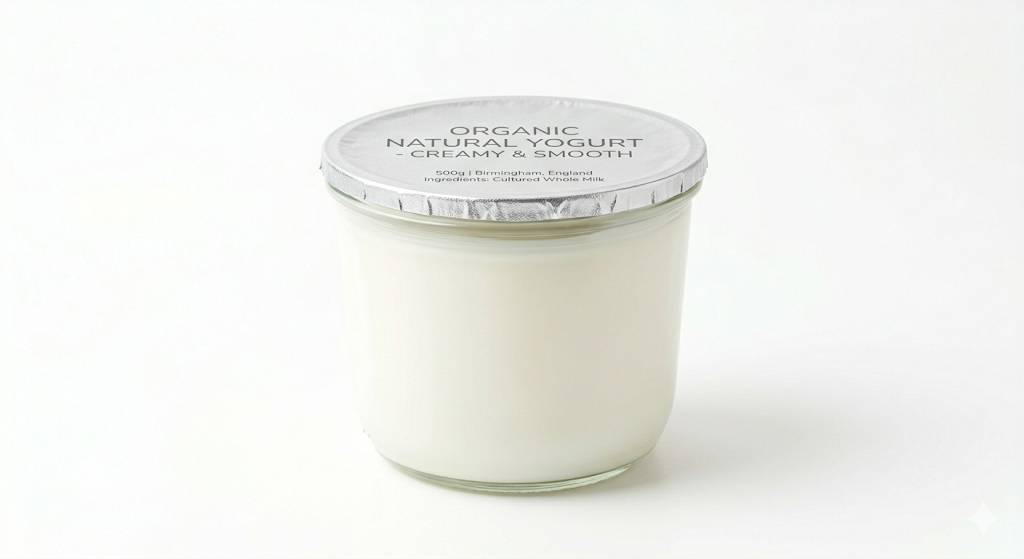 ORGANIC
NATURAL YOGURT
- CREAMY & SMOOTH
500g | Birmingham, England
Ingredients: Cultured Whole Milk